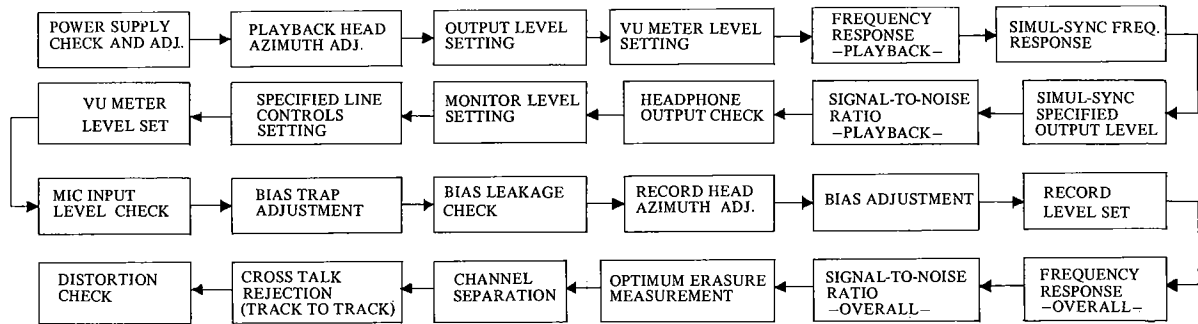 POWER SUPPLY
CHECK AND ADJ.
PLAYBACK HEAD
AZIMUTH ADJ.
OUTPUT LEVEL
SETTING
VU METER LEVEL
SETTING
FREQUENCY
RESPONSE
–PLAYBACK–
SIMUL-SYNC FREQ.
RESPONSE
SIMUL-SYNC
SPECIFIED
OUTPUT LEVEL
SIGNAL-TO-NOISE
RATIO
–PLAYBACK–
HEADPHONE
OUTPUT CHECK
MONITOR LEVEL
SETTING
SPECIFIED LINE
CONTROLS
SETTING
VU METER
LEVEL SET
MIC INPUT
LEVEL CHECK
BIAS TRAP
ADJUSTMENT
BIAS LEAKAGE
CHECK
RECORD HEAD
AZIMUTH ADJ.
BIAS ADJUSTMENT
RECORD
LEVEL SET
FREQUENCY
RESPONSE
–OVERALL–
SIGNAL-TO-NOISE
RATIO
–OVERALL–
OPTIMUM ERASURE
MEASUREMENT
CHANNEL
SEPARATION
CROSS TALK
REJECTION
(TRACK TO TRACK)
DISTORTION
CHECK